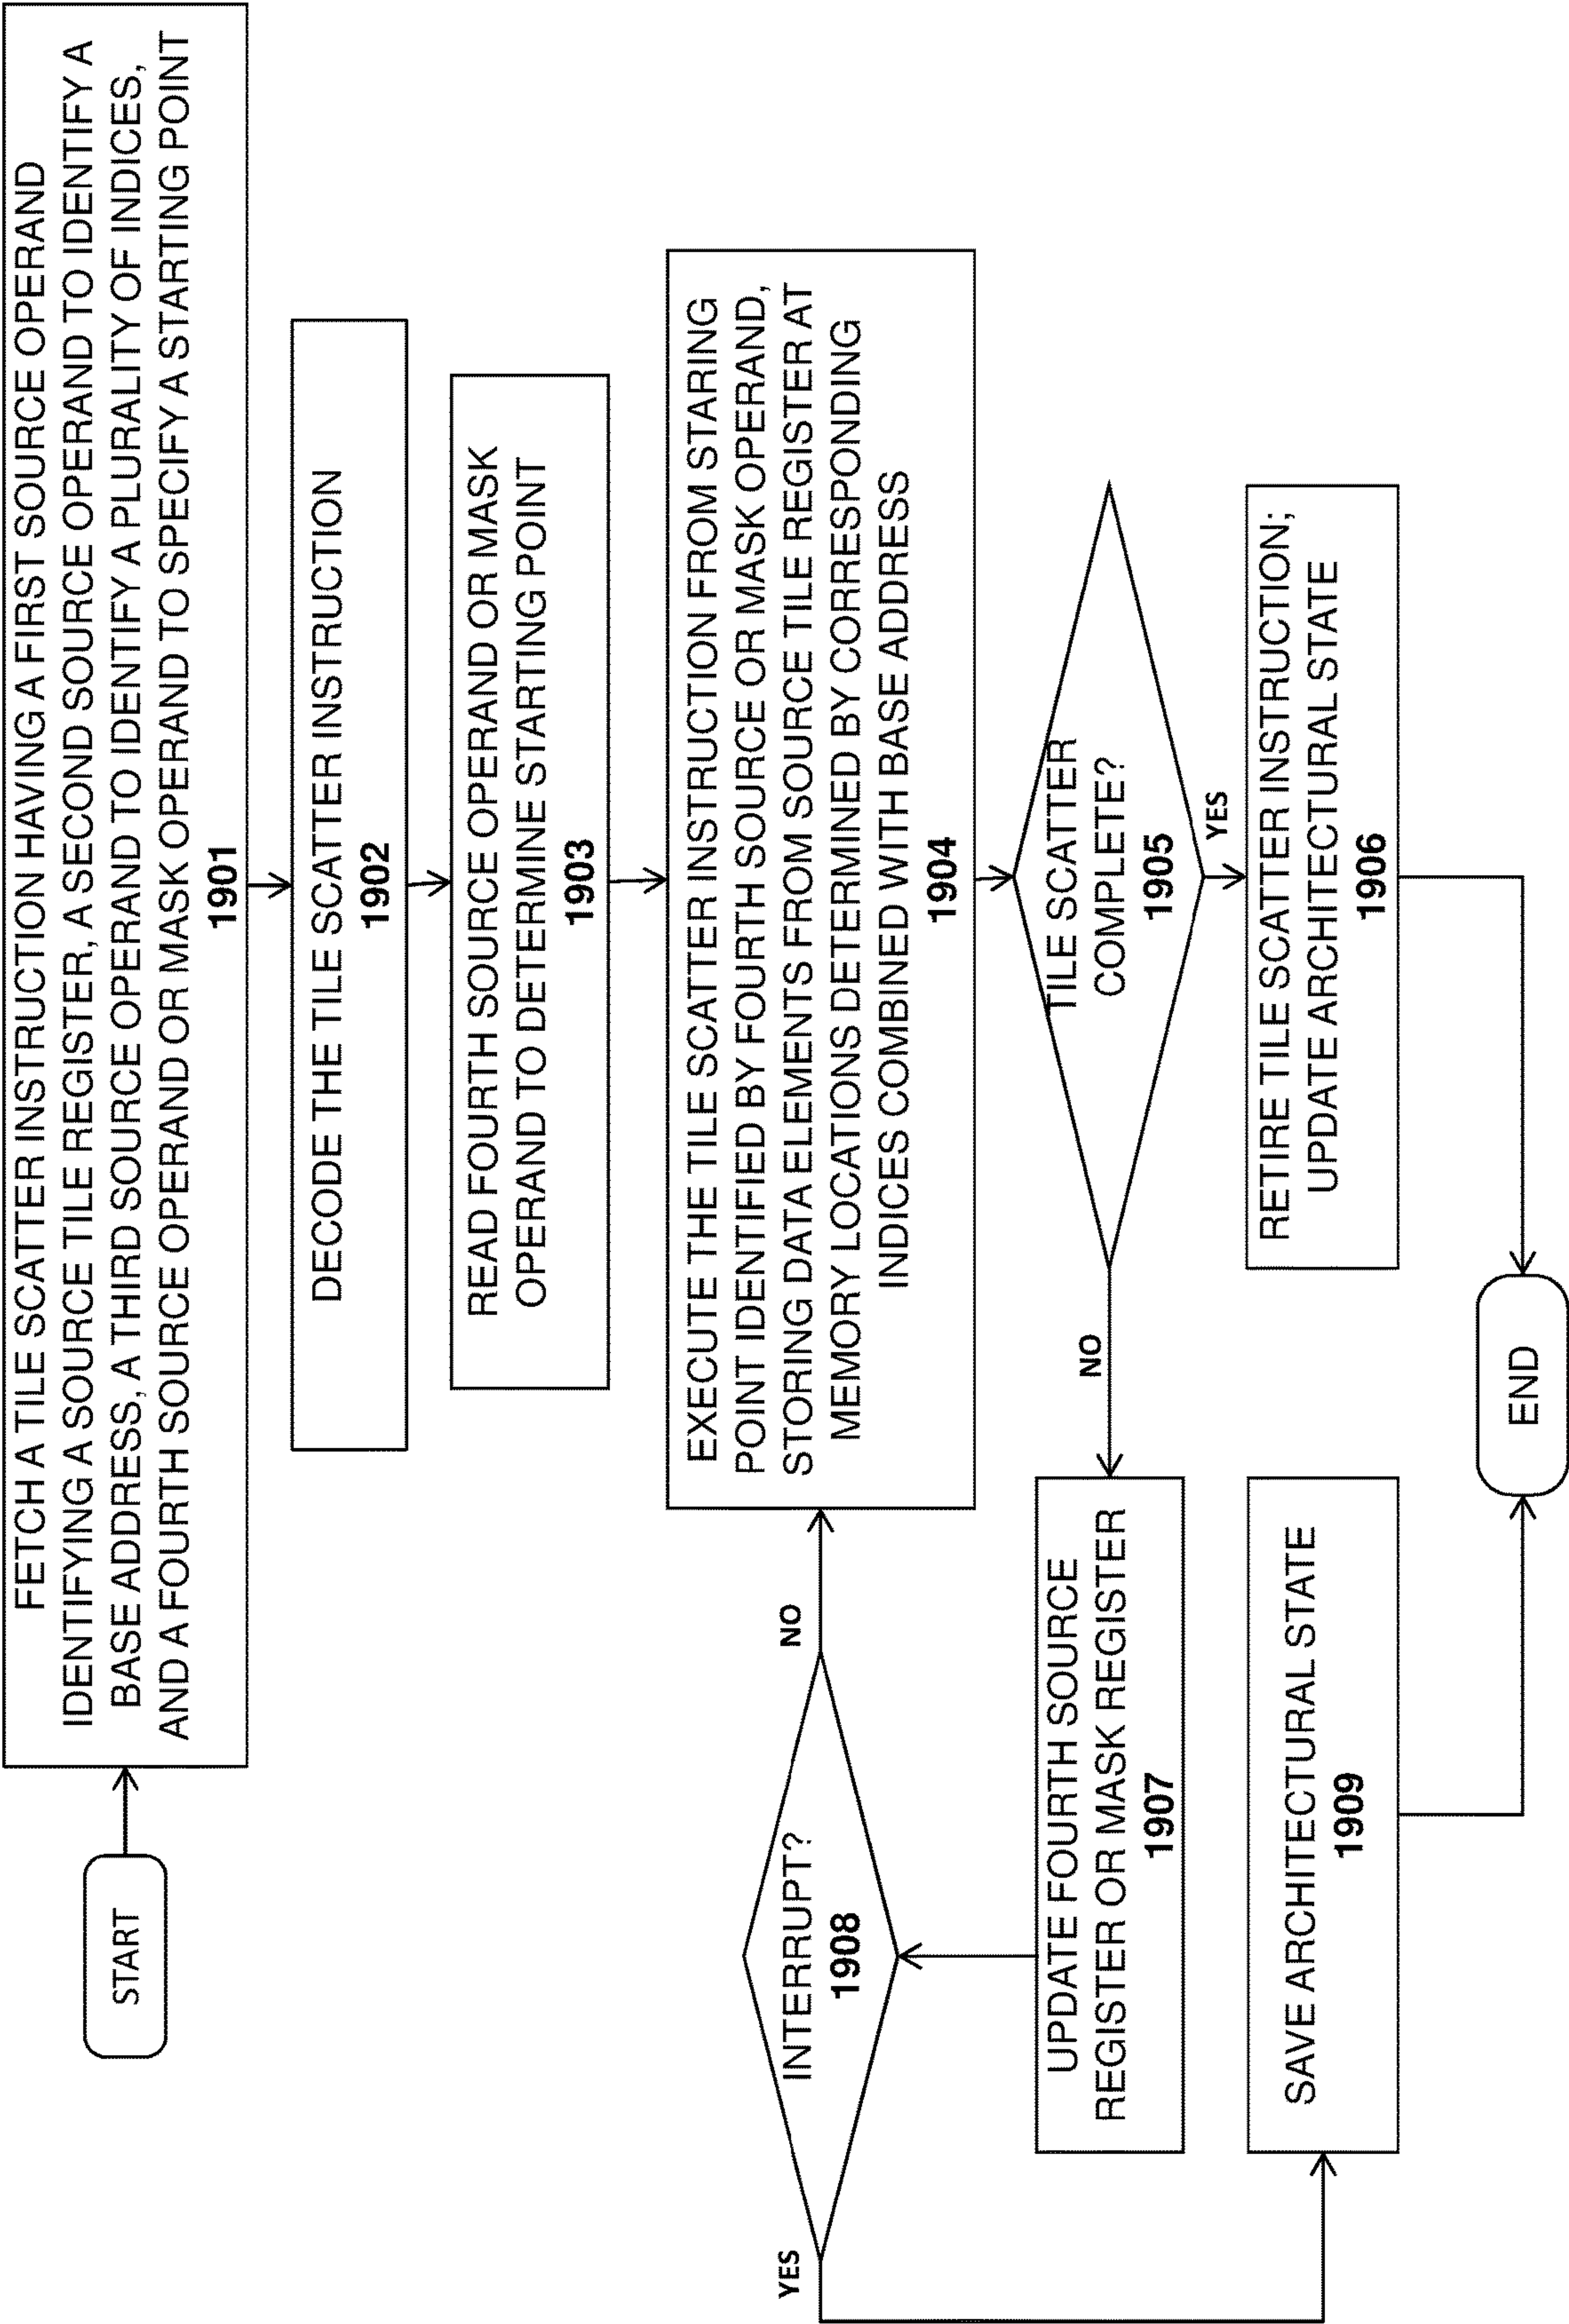 START
FETCH A TILE SCATTER INSTRUCTION HAVING A FIRST SOURCE OPERAND
IDENTIFYING A SOURCE TILE REGISTER, A SECOND SOURCE OPERAND TO IDENTIFY A
BASE ADDRESS, A THIRD SOURCE OPERAND TO IDENTIFY A PLURALITY OF INDICES,
AND A FOURTH SOURCE OPERAND OR MASK OPERAND TO SPECIFY A STARTING POINT
1901
DECODE THE TILE SCATTER INSTRUCTION
1902
READ FOURTH SOURCE OPERAND OR MASK
OPERAND TO DETERMINE STARTING POINT
1903
EXECUTE THE TILE SCATTER INSTRUCTION FROM STARING
POINT IDENTIFIED BY FOURTH SOURCE OR MASK OPERAND,
STORING DATA ELEMENTS FROM SOURCE TILE REGISTER AT
MEMORY LOCATIONS DETERMINED BY CORRESPONDING
INDICES COMBINED WITH BASE ADDRESS
1904
TILE SCATTER
COMPLETE?
1905
YES
RETIRE TILE SCATTER INSTRUCTION;
UPDATE ARCHITECTURAL STATE
1906
NO
UPDATE FOURTH SOURCE
REGISTER OR MASK REGISTER
1907
INTERRUPT?
1908
NO
YES
SAVE ARCHITECTURAL STATE
1909
END